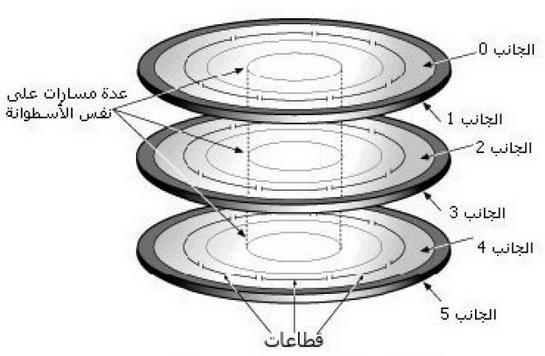 الجانب 0
عدة مسارات على
نفس الأسطوانة
الجانب 1
الجانب 2
الجانب 3
الجانب 4
الجانب 5
قطاعات